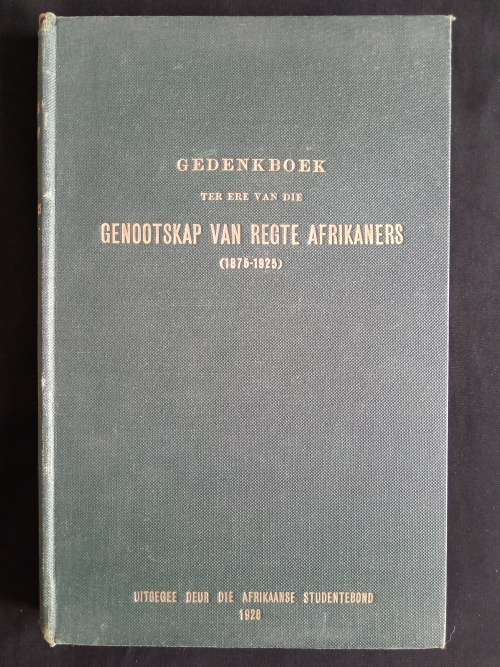 GEDENKBOEK
TER ERE VAN DIE
GENOOTSKAP VAN REGTE AFRIKANERS
(1875-1925)
UITGEGEE DEUR DIE AFRIKAANSE STUDENTEBOND
1926